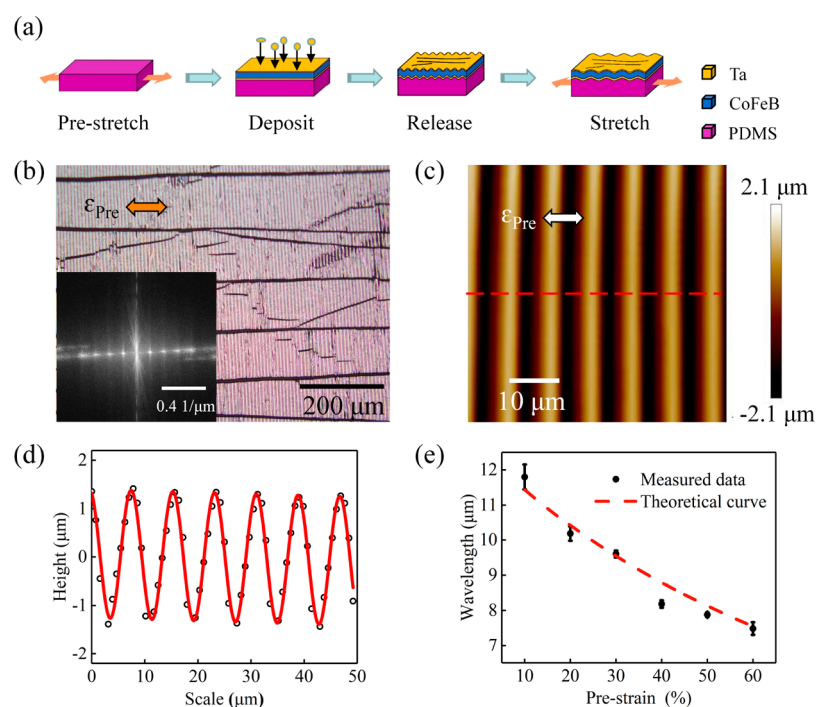 (a)
Pre-stretch
Deposit
Release
Stretch
Ta
CoFeB
PDMS
(b)
εPre
0.4 1/μm
200 μm
(c)
εPre
10 μm
2.1 μm
-2.1 μm
(d)
2
1
0
-1
-2
Height (μm)
0 10 20 30 40 50
Scale (μm)
(e)
12
11
10
9
8
7
Wavelength (μm)
Measured data
Theoretical curve
10 20 30 40 50 60
Pre-strain (%)